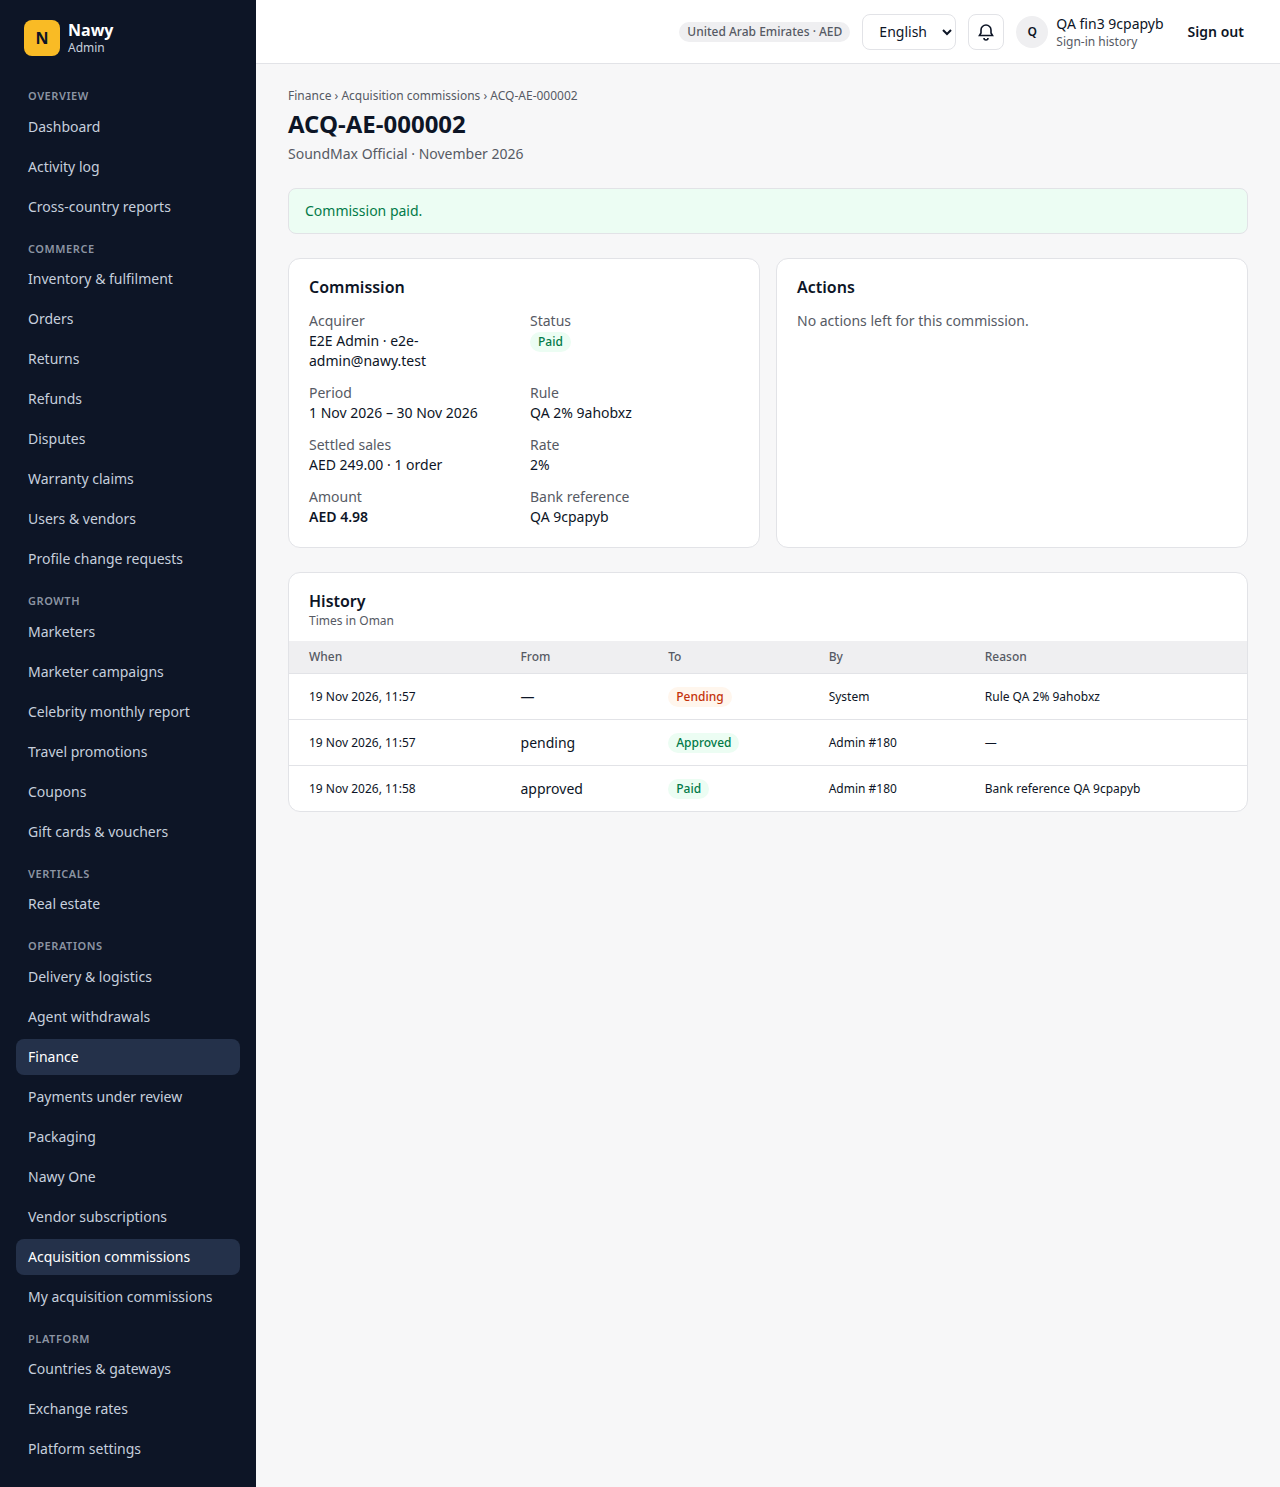 N
Nawy
Admin
OVERVIEW
Dashboard
Activity log
Cross-country reports
COMMERCE
Inventory & fulfilment
Orders
Returns
Refunds
Disputes
Warranty claims
Users & vendors
Profile change requests
GROWTH
Marketers
Marketer campaigns
Celebrity monthly report
Travel promotions
Coupons
Gift cards & vouchers
VERTICALS
Real estate
OPERATIONS
Delivery & logistics
Agent withdrawals
Finance
Payments under review
Packaging
Nawy One
Vendor subscriptions
Acquisition commissions
My acquisition commissions
PLATFORM
Countries & gateways
Exchange rates
Platform settings
United Arab Emirates · AED
English
Q
QA fin3 9cpapyb
Sign-in history
Sign out
Finance › Acquisition commissions › ACQ-AE-000002
ACQ-AE-000002
SoundMax Official · November 2026
Commission paid.
Commission
Acquirer
E2E Admin · e2e-
admin@nawy.test
Status
Paid
Period
1 Nov 2026 – 30 Nov 2026
Rule
QA 2% 9ahobxz
Settled sales
AED 249.00 · 1 order
Rate
2%
Amount
AED 4.98
Bank reference
QA 9cpapyb
Actions
No actions left for this commission.
History
Times in Oman
When From To By Reason
19 Nov 2026, 11:57 — Pending System Rule QA 2% 9ahobxz
19 Nov 2026, 11:57 pending Approved Admin #180 —
19 Nov 2026, 11:58 approved Paid Admin #180 Bank reference QA 9cpapyb